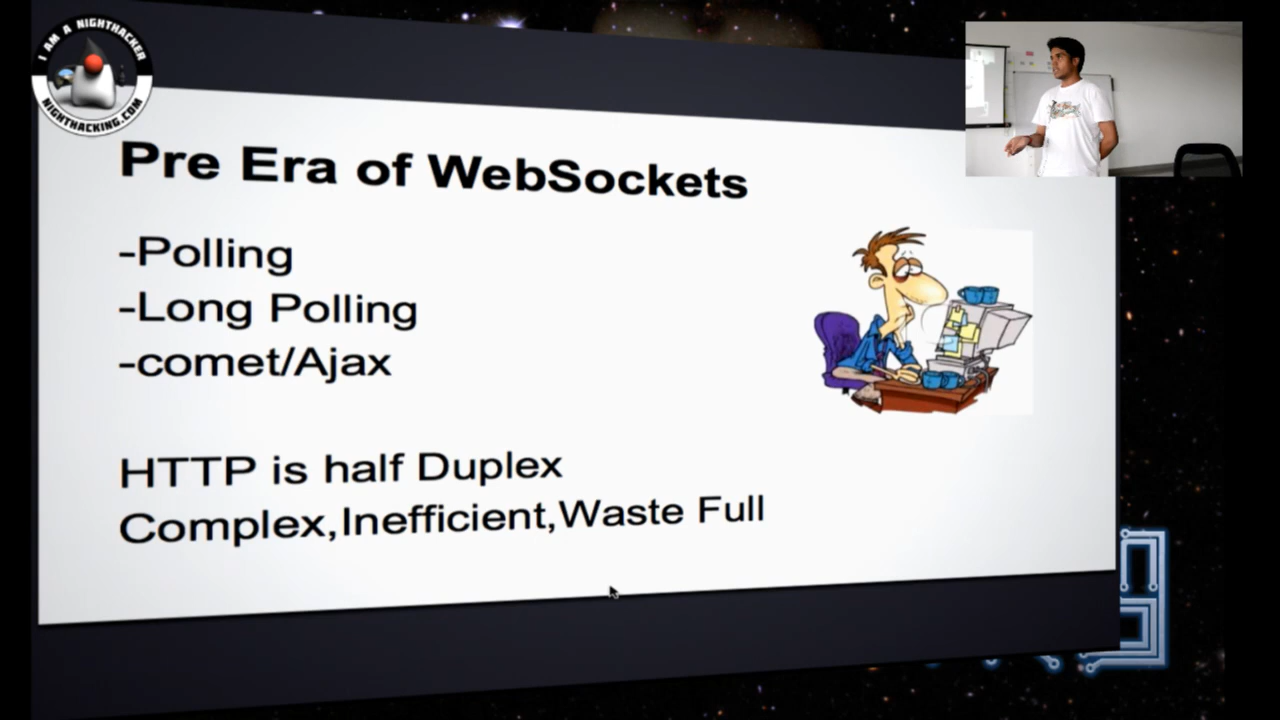 I AM A NIGHTHACKER
NIGHTHACKING.COM
Pre Era of WebSockets
-Polling
-Long Polling
-comet/Ajax
HTTP is half Duplex
Complex,Inefficient,Waste Full